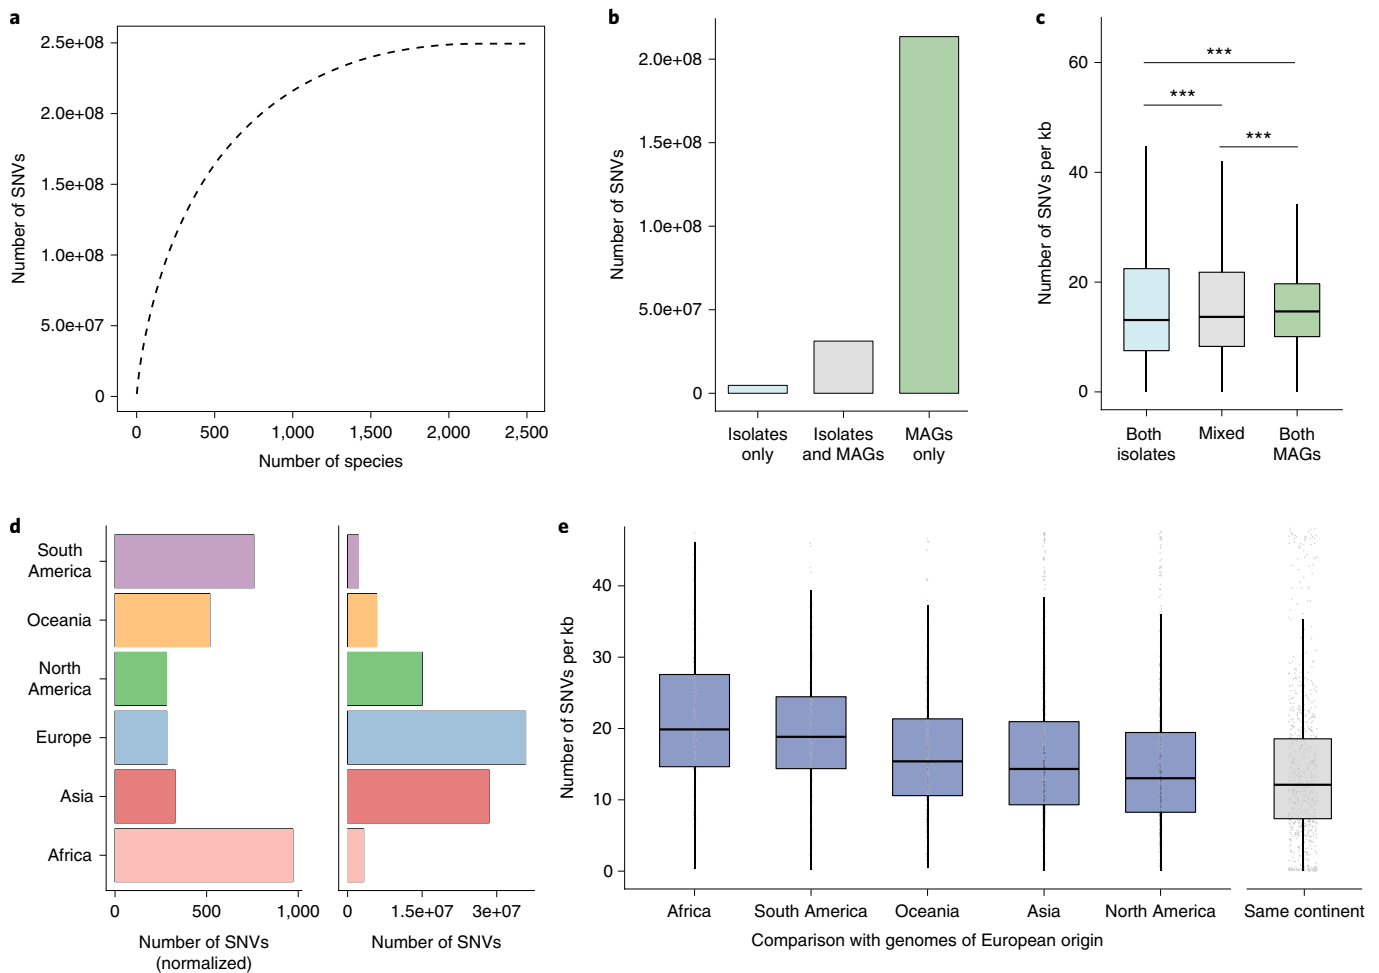 a
2.5e+08
2.0e+08
1.5e+08
1.0e+08
5.0e+07
0
Number of SNVs
0 500 1,000 1,500 2,000 2,500
Number of species
b
2.0e+08
1.5e+08
1.0e+08
5.0e+07
0
Number of SNVs
Isolates only
Isolates and MAGs
MAGs only
c
60
40
20
0
Number of SNVs per kb
***
***
***
Both isolates
Mixed
Both MAGs
d
South America
Oceania
North America
Europe
Asia
Africa
0 500 1,000
Number of SNVs
(normalized)
0 1.5e+07 3e+07
Number of SNVs
e
40
30
20
10
0
Number of SNVs per kb
Africa South America Oceania Asia North America Same continent
Comparison with genomes of European origin